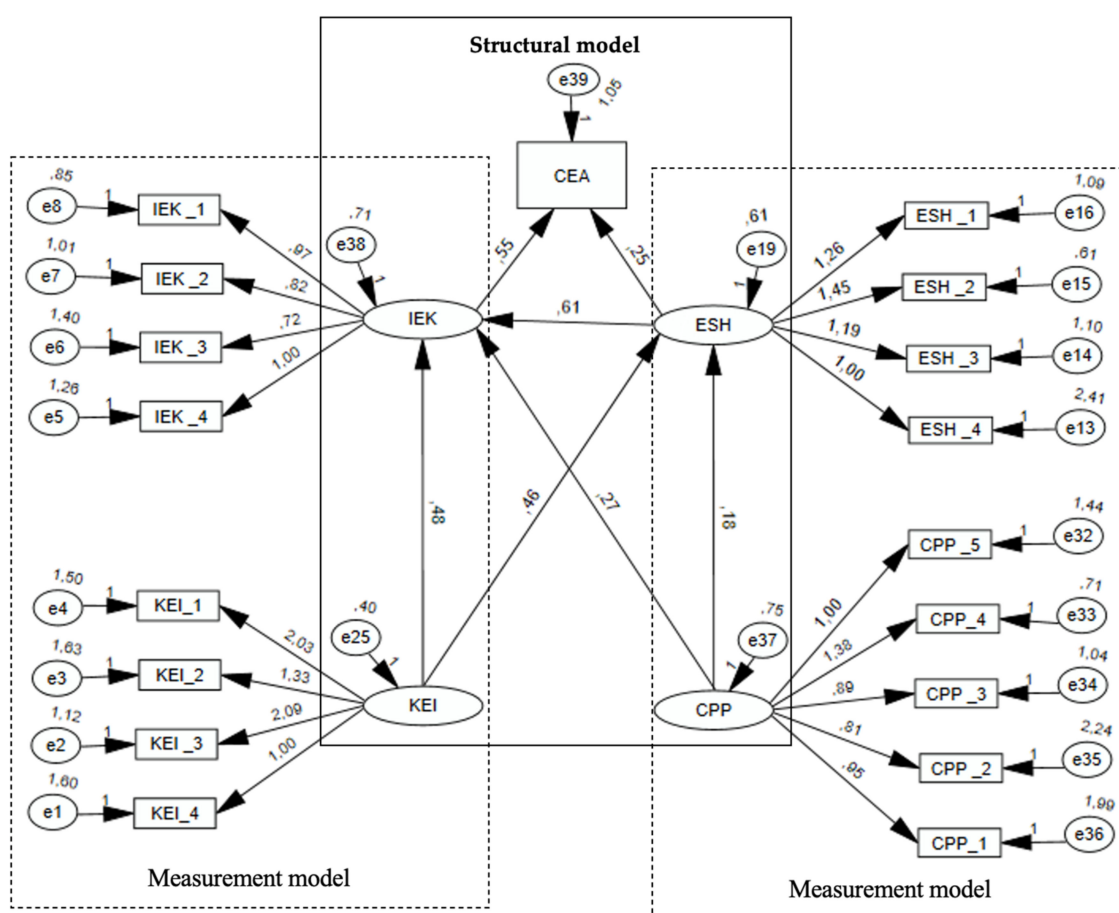 Structural model
e39
1,05
1
CEA
,85
e8
1
IEK _1
,97
1,01
e7
1
IEK _2
,82
1,40
e6
1
IEK _3
,72
1,26
e5
1
IEK _4
1,00
,71
e38
1
IEK
,55
,25
,61
,61
e19
1
ESH
1,26
ESH _1
1
1,09
e16
1,45
ESH _2
1
,61
e15
1,19
ESH _3
1
1,10
e14
1,00
ESH _4
1
2,41
e13
,48
,46
,27
,18
1,50
e4
1
KEI_1
2,03
1,63
e3
1
KEI_2
1,33
1,12
e2
1
KEI _3
2,09
1,60
e1
1
KEI_4
1,00
,40
e25
1
KEI
,75
e37
1
CPP
1,00
CPP _5
1
1,44
e32
1,38
CPP _4
1
,71
e33
,89
CPP _3
1
1,04
e34
,81
CPP _2
1
2,24
e35
,95
CPP _1
1
1,99
e36
Measurement model
Measurement model